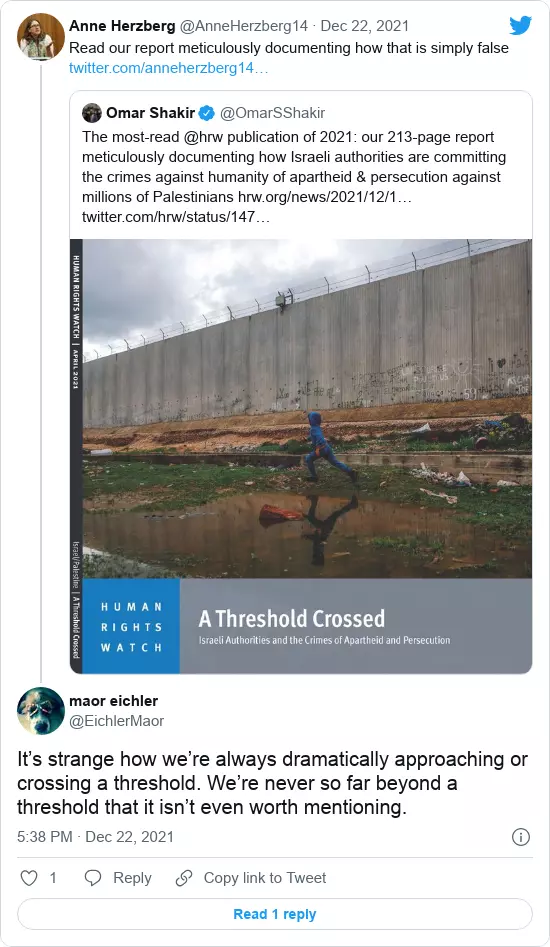 Anne Herzberg @AnneHerzberg14 · Dec 22, 2021
Read our report meticulously documenting how that is simply false
twitter.com/anneherzberg14…
Omar Shakir @OmarSShakir
The most-read @hrw publication of 2021: our 213-page report
meticulously documenting how Israeli authorities are committing
the crimes against humanity of apartheid & persecution against
millions of Palestinians hrw.org/news/2021/12/1…
twitter.com/hrw/status/147…
HUMAN RIGHTS WATCH | APRIL 2021
Israel/Palestine | A Threshold Crossed
HUMAN
RIGHTS
WATCH
A Threshold Crossed
Israeli Authorities and the Crimes of Apartheid and Persecution
maor eichler
@EichlerMaor
It’s strange how we’re always dramatically approaching or
crossing a threshold. We’re never so far beyond a
threshold that it isn’t even worth mentioning.
5:38 PM · Dec 22, 2021
1 Reply Copy link to Tweet
Read 1 reply